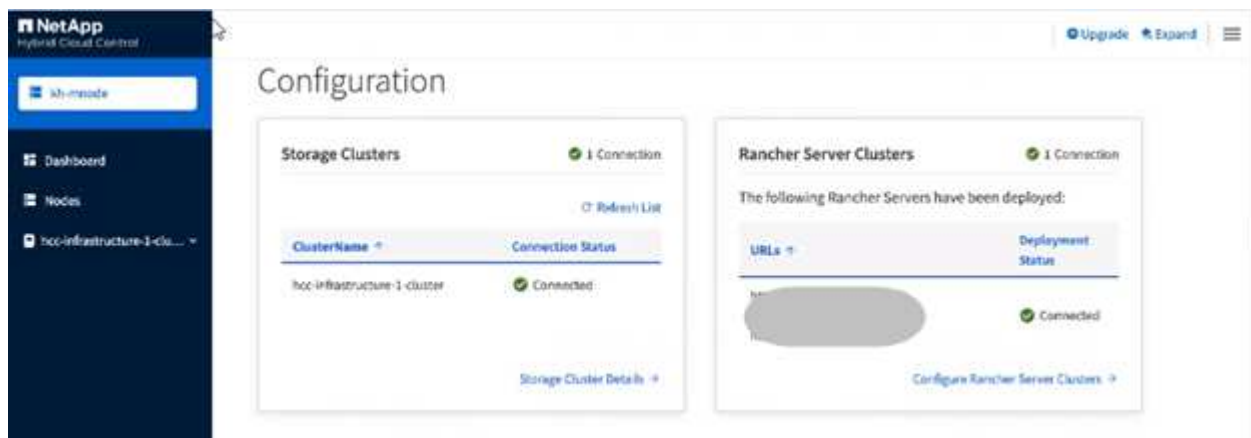 NetApp
Hybrid Cloud Control
Upgrade Expand
kh-mnode
Configuration
Dashboard
Nodes
hcc-infrastructure-1-clu...
Storage Clusters
1 Connection
Refresh List
ClusterName
Connection Status
hcc-infrastructure-1-cluster
Connected
Storage Cluster Details
Rancher Server Clusters
1 Connection
The following Rancher Servers have been deployed:
URLs
Deployment
Status
Connected
Configure Rancher Server Clusters